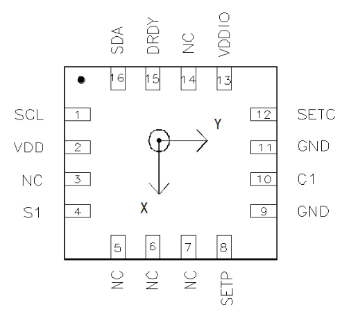 SDA DRDY NC VDDIO
16 15 14 13
SCL 1 12 SETC
VDD 2 Y 11 GND
NC 3 10 C1
S1 4 X 9 GND
5 6 7 8
NC NC NC SETP